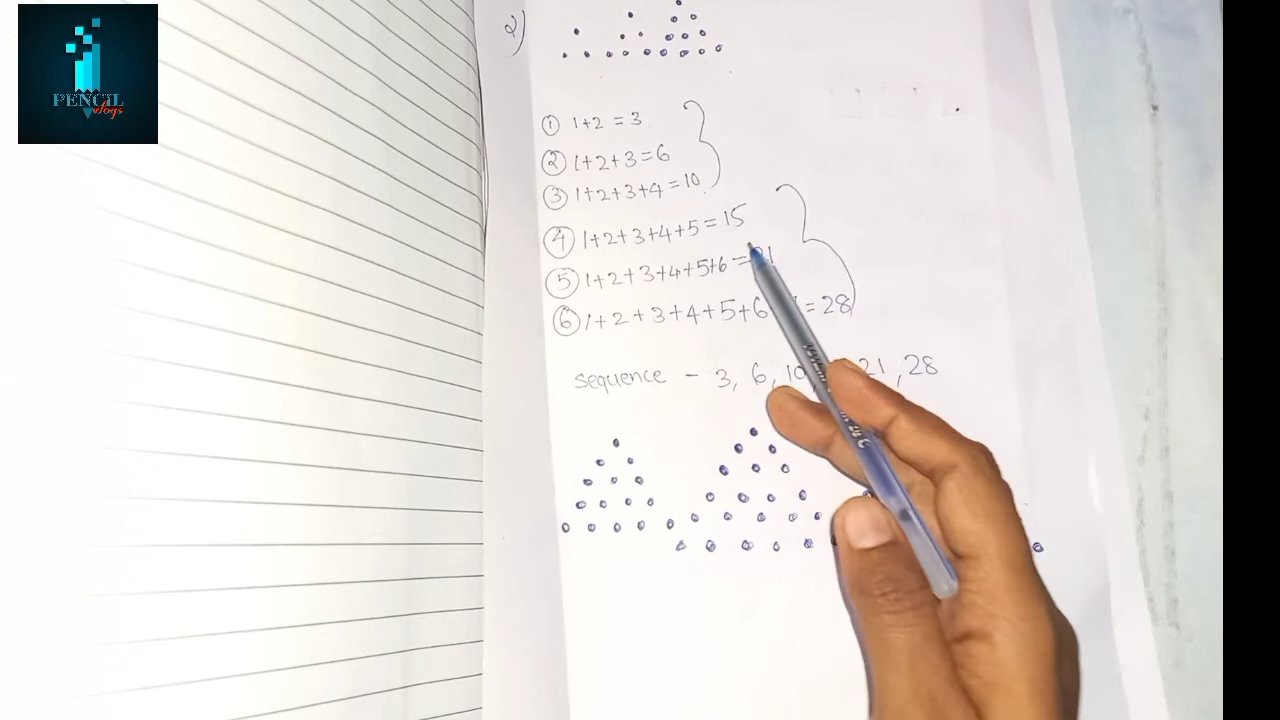 PENCIL
vlogs
2)
① 1+2 = 3
② 1+2+3=6
③ 1+2+3+4=10
④ 1+2+3+4+5=15
⑤ 1+2+3+4+5+6=21
⑥ 1+2+3+4+5+6 =28
sequence - 3, 6, 10, 21, 28